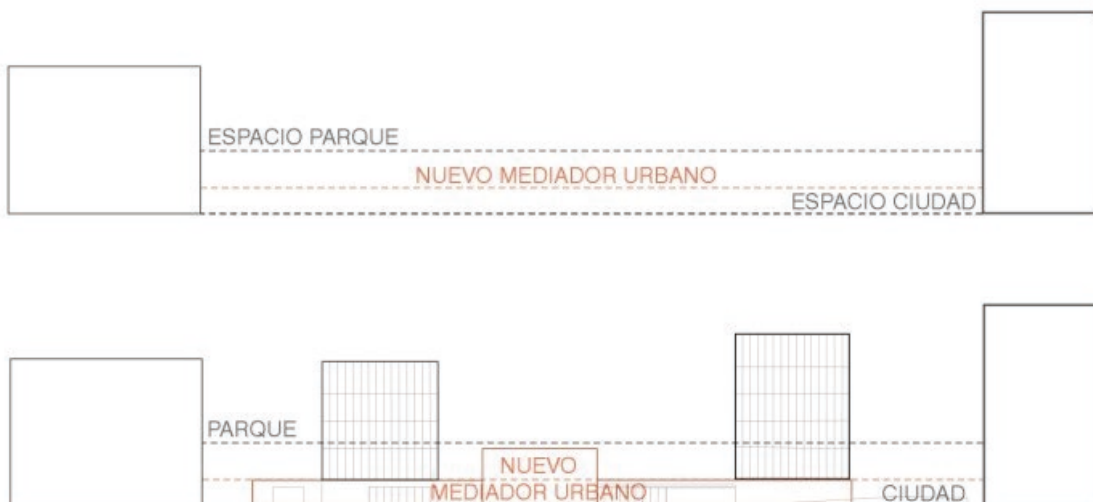 ESPACIO PARQUE
NUEVO MEDIADOR URBANO
ESPACIO CIUDAD
PARQUE
NUEVO
MEDIADOR URBANO
CIUDAD